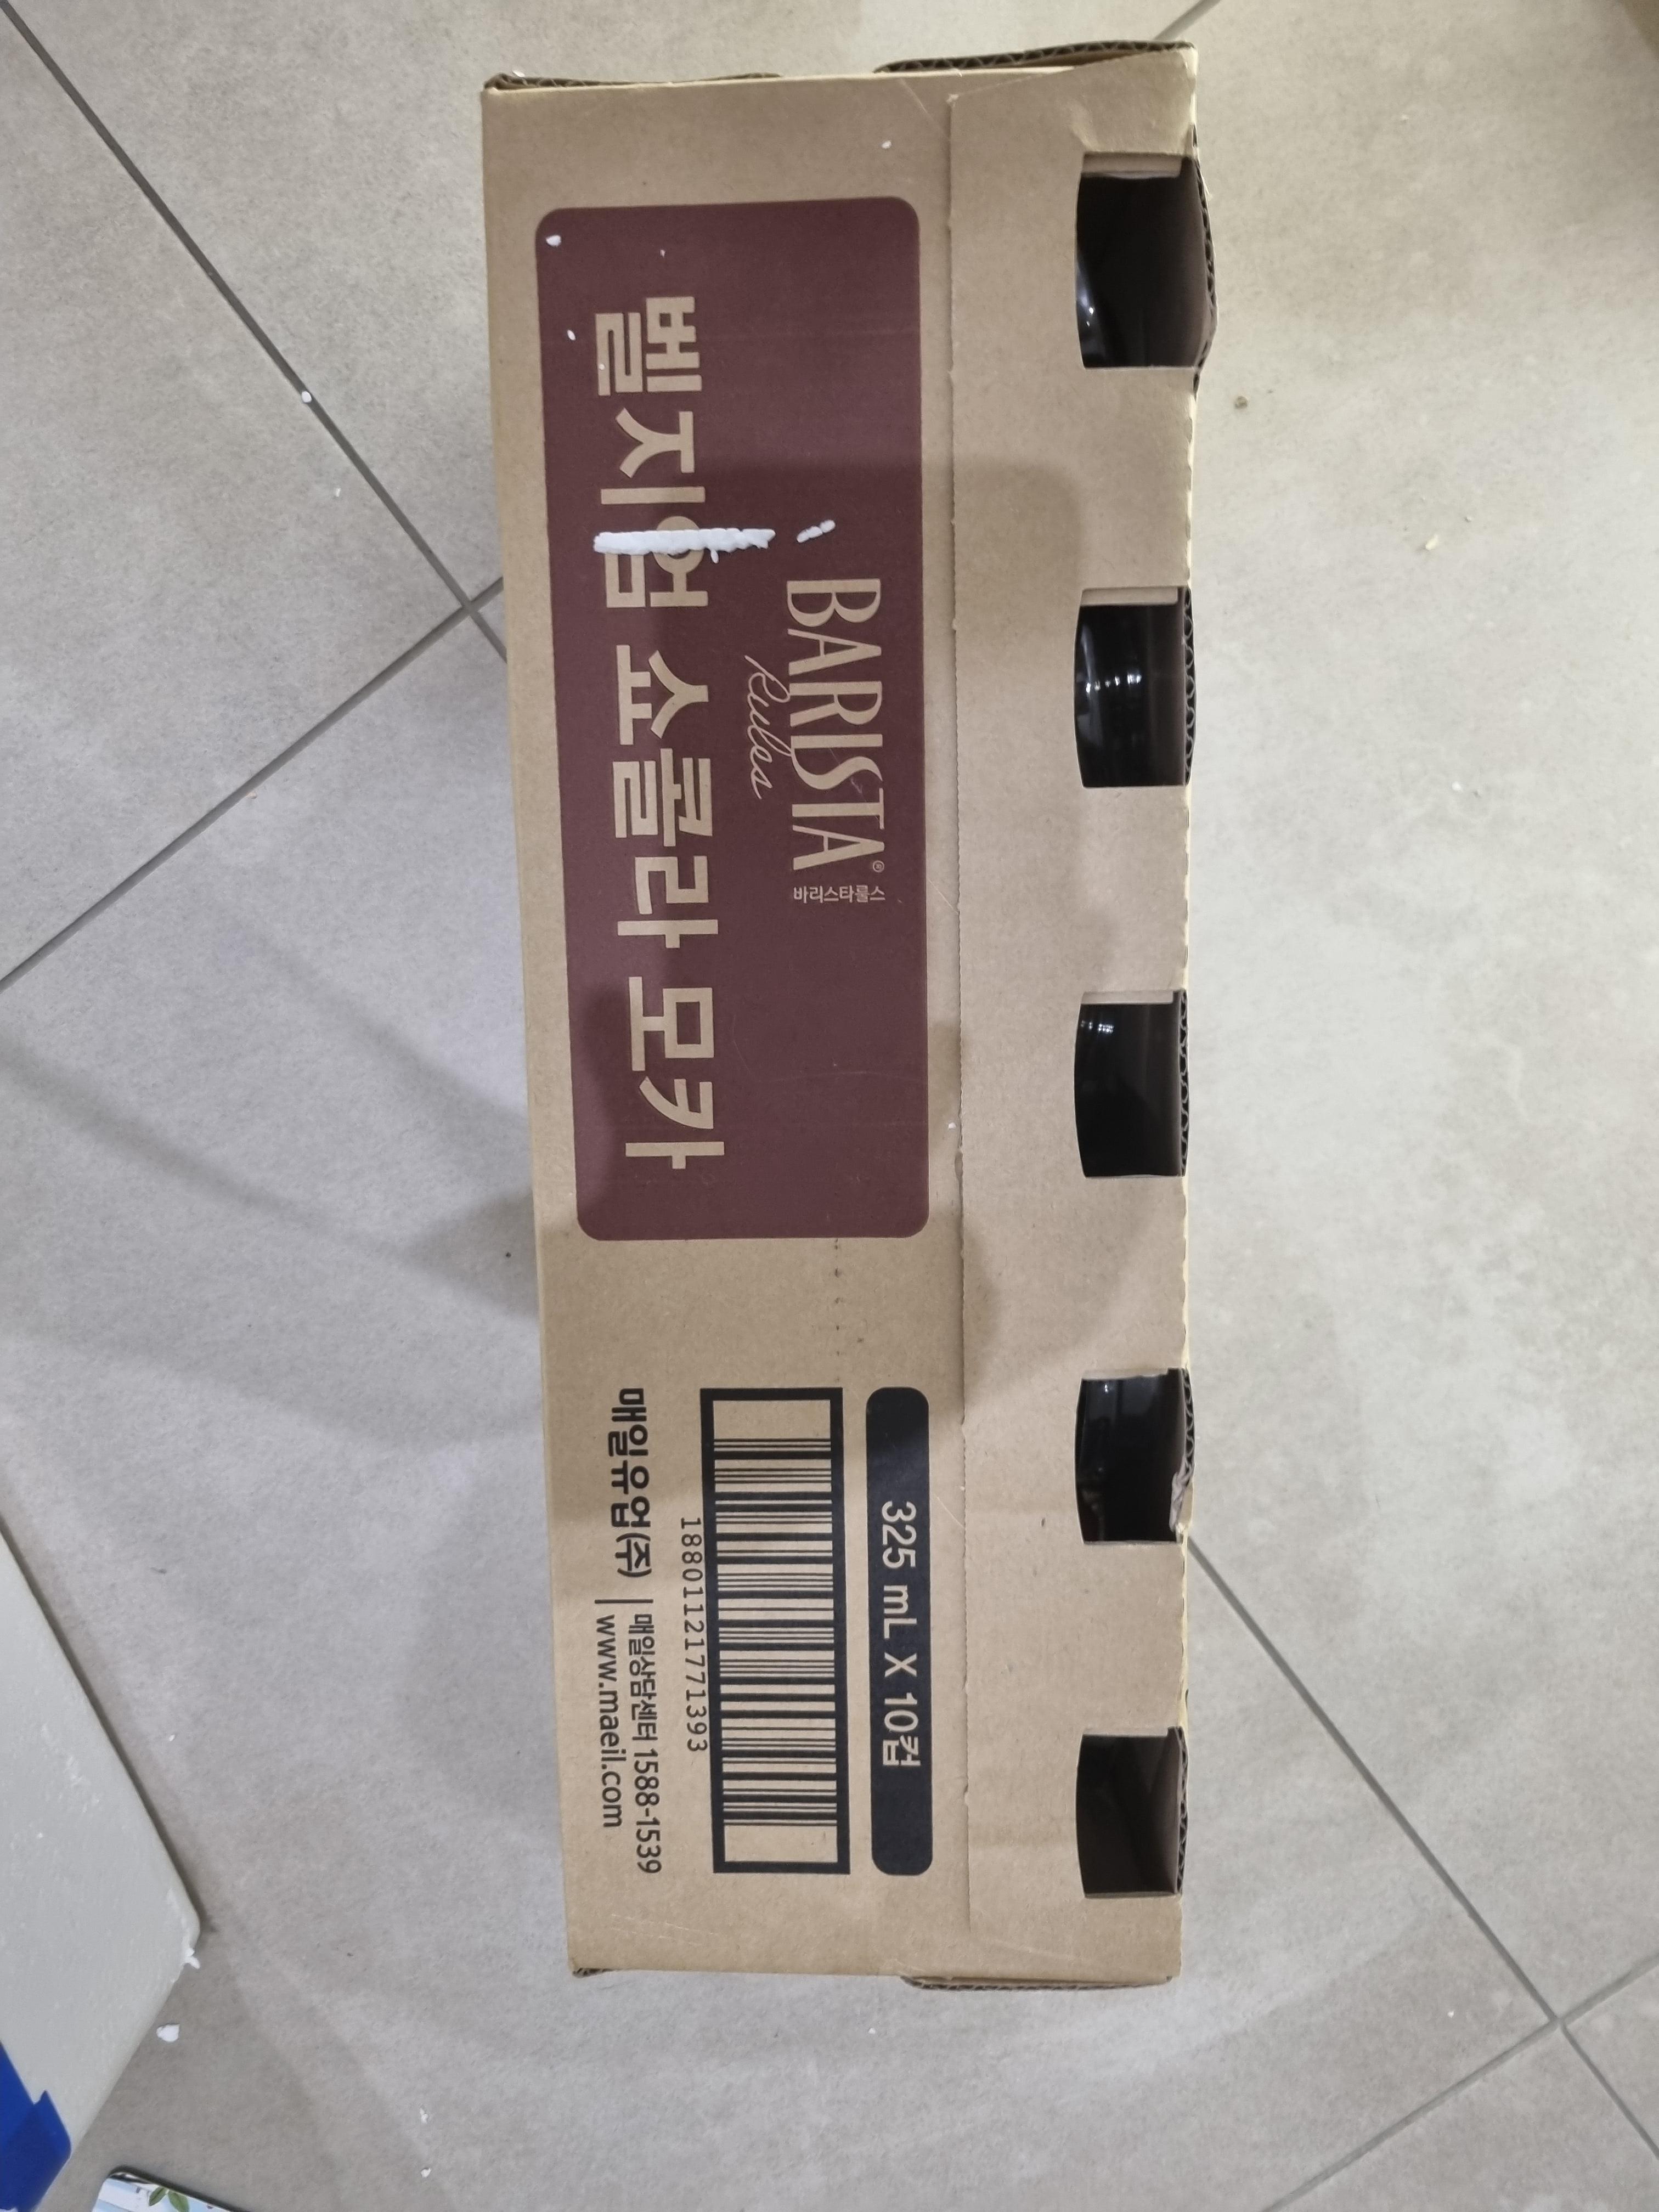 BARISTA®
Rules
바리스타룰스
벨지엄 쇼콜라 모카
325 mL X 10컵
18801121771393
매일유업(주)
매일상담센터 1588-1539
www.maeil.com